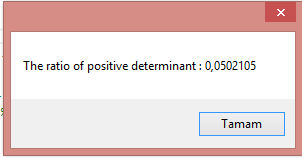 The ratio of positive determinant : 0,0502105
Tamam